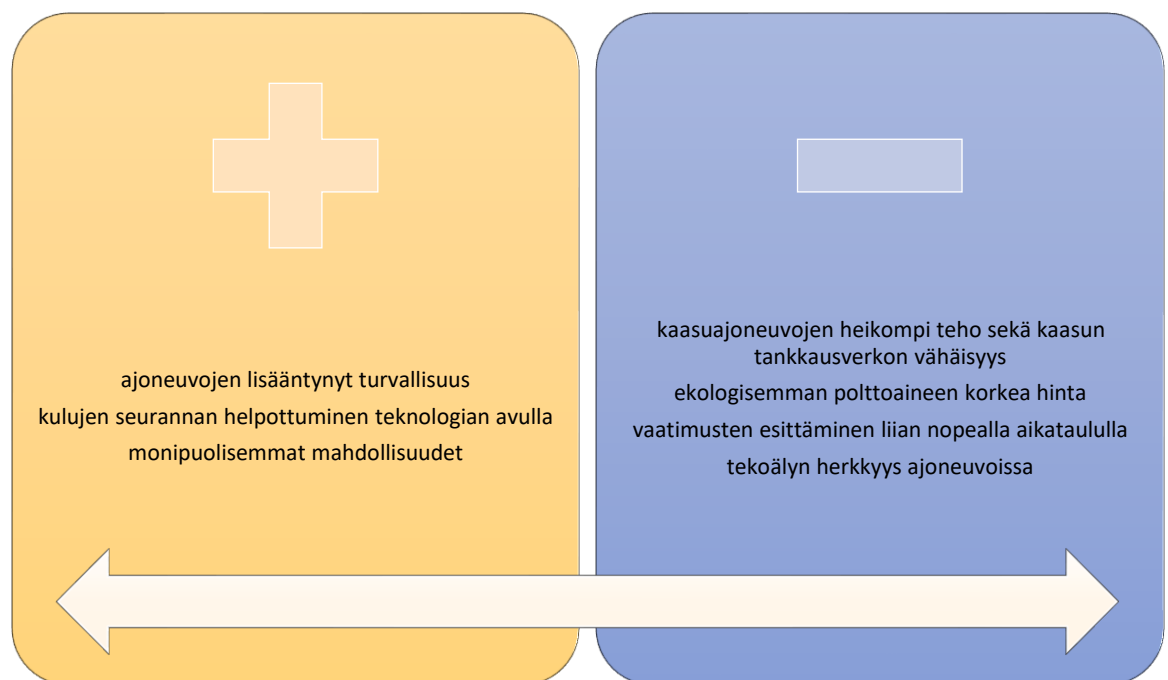 ajoneuvojen lisääntynyt turvallisuus
kulujen seurannan helpottuminen teknologian avulla
monipuolisemmat mahdollisuudet
kaasuajoneuvojen heikompi teho sekä kaasun
tankkausverkon vähäisyys
ekologisemman polttoaineen korkea hinta
vaatimusten esittäminen liian nopealla aikataululla
tekoälyn herkkyys ajoneuvoissa